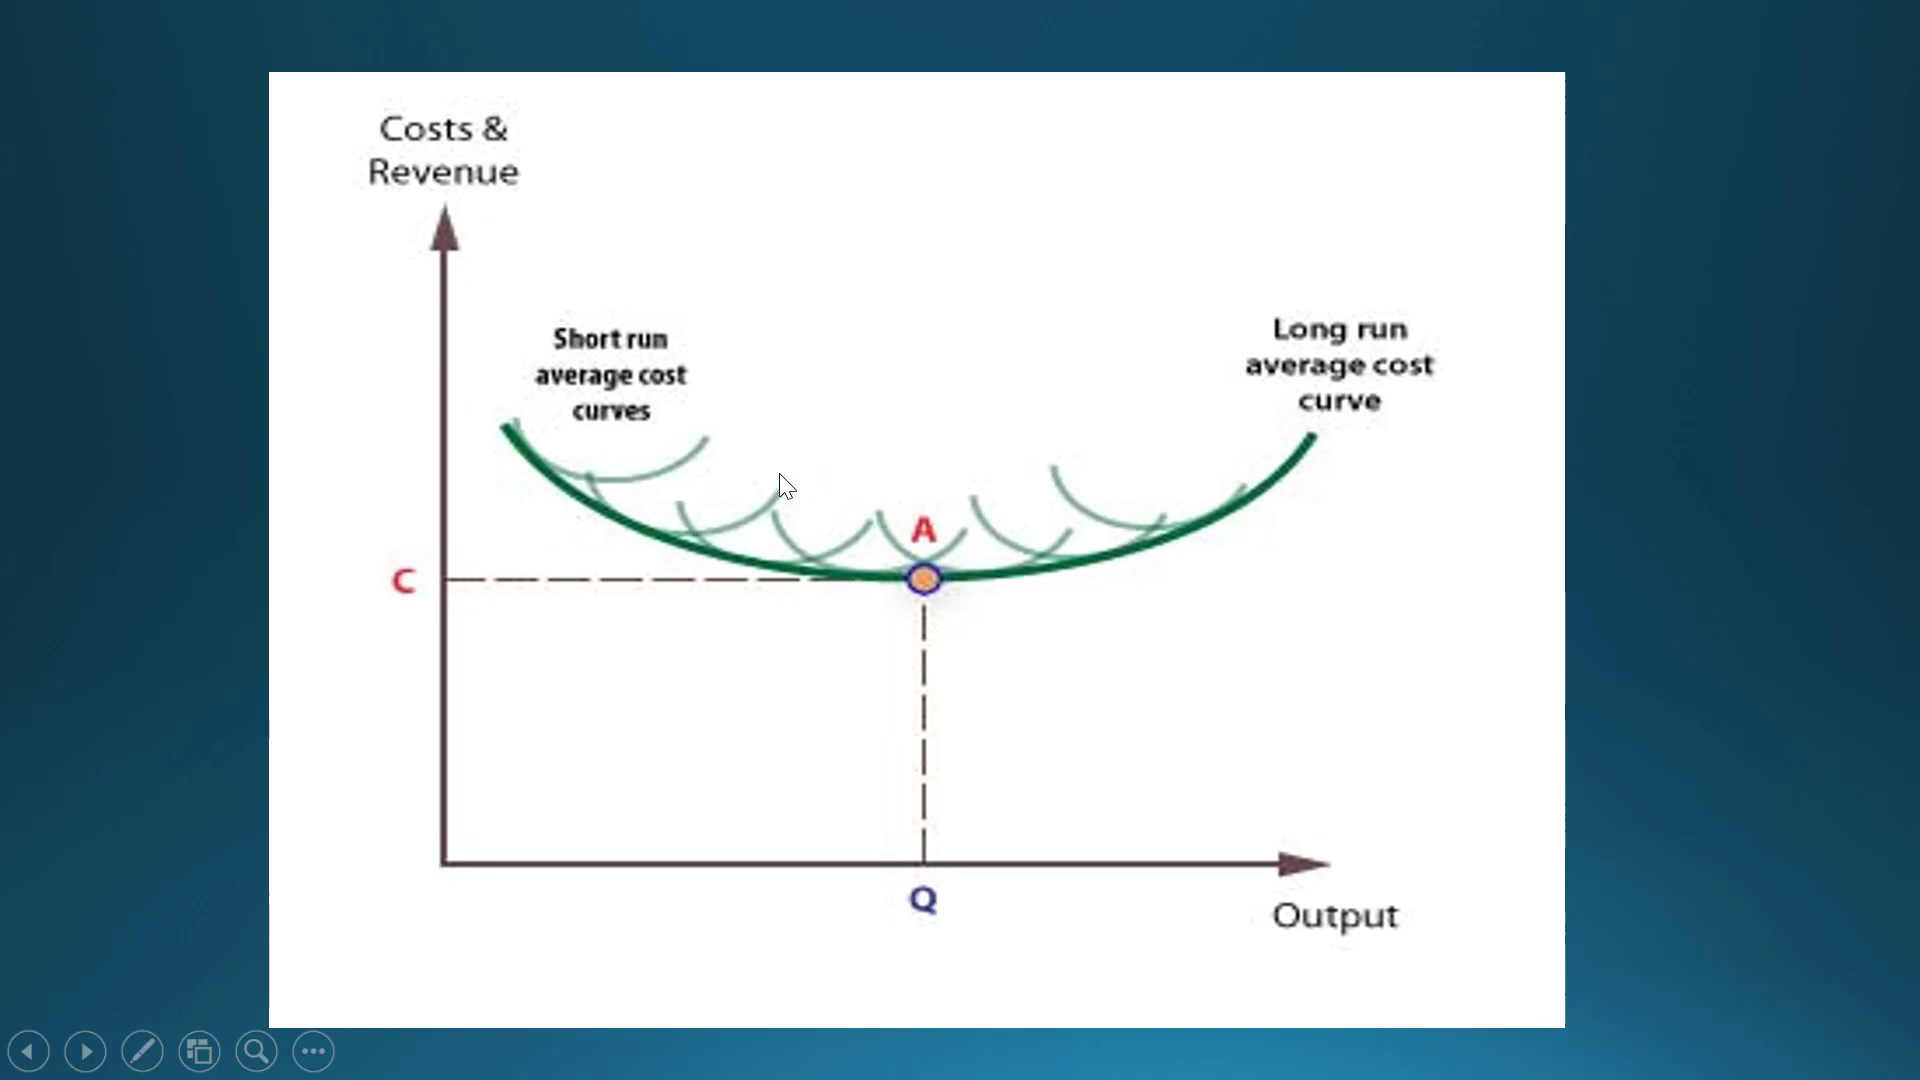 Costs &
Revenue
Short run
average cost
curves
Long run
average cost
curve
A
C
Q
Output